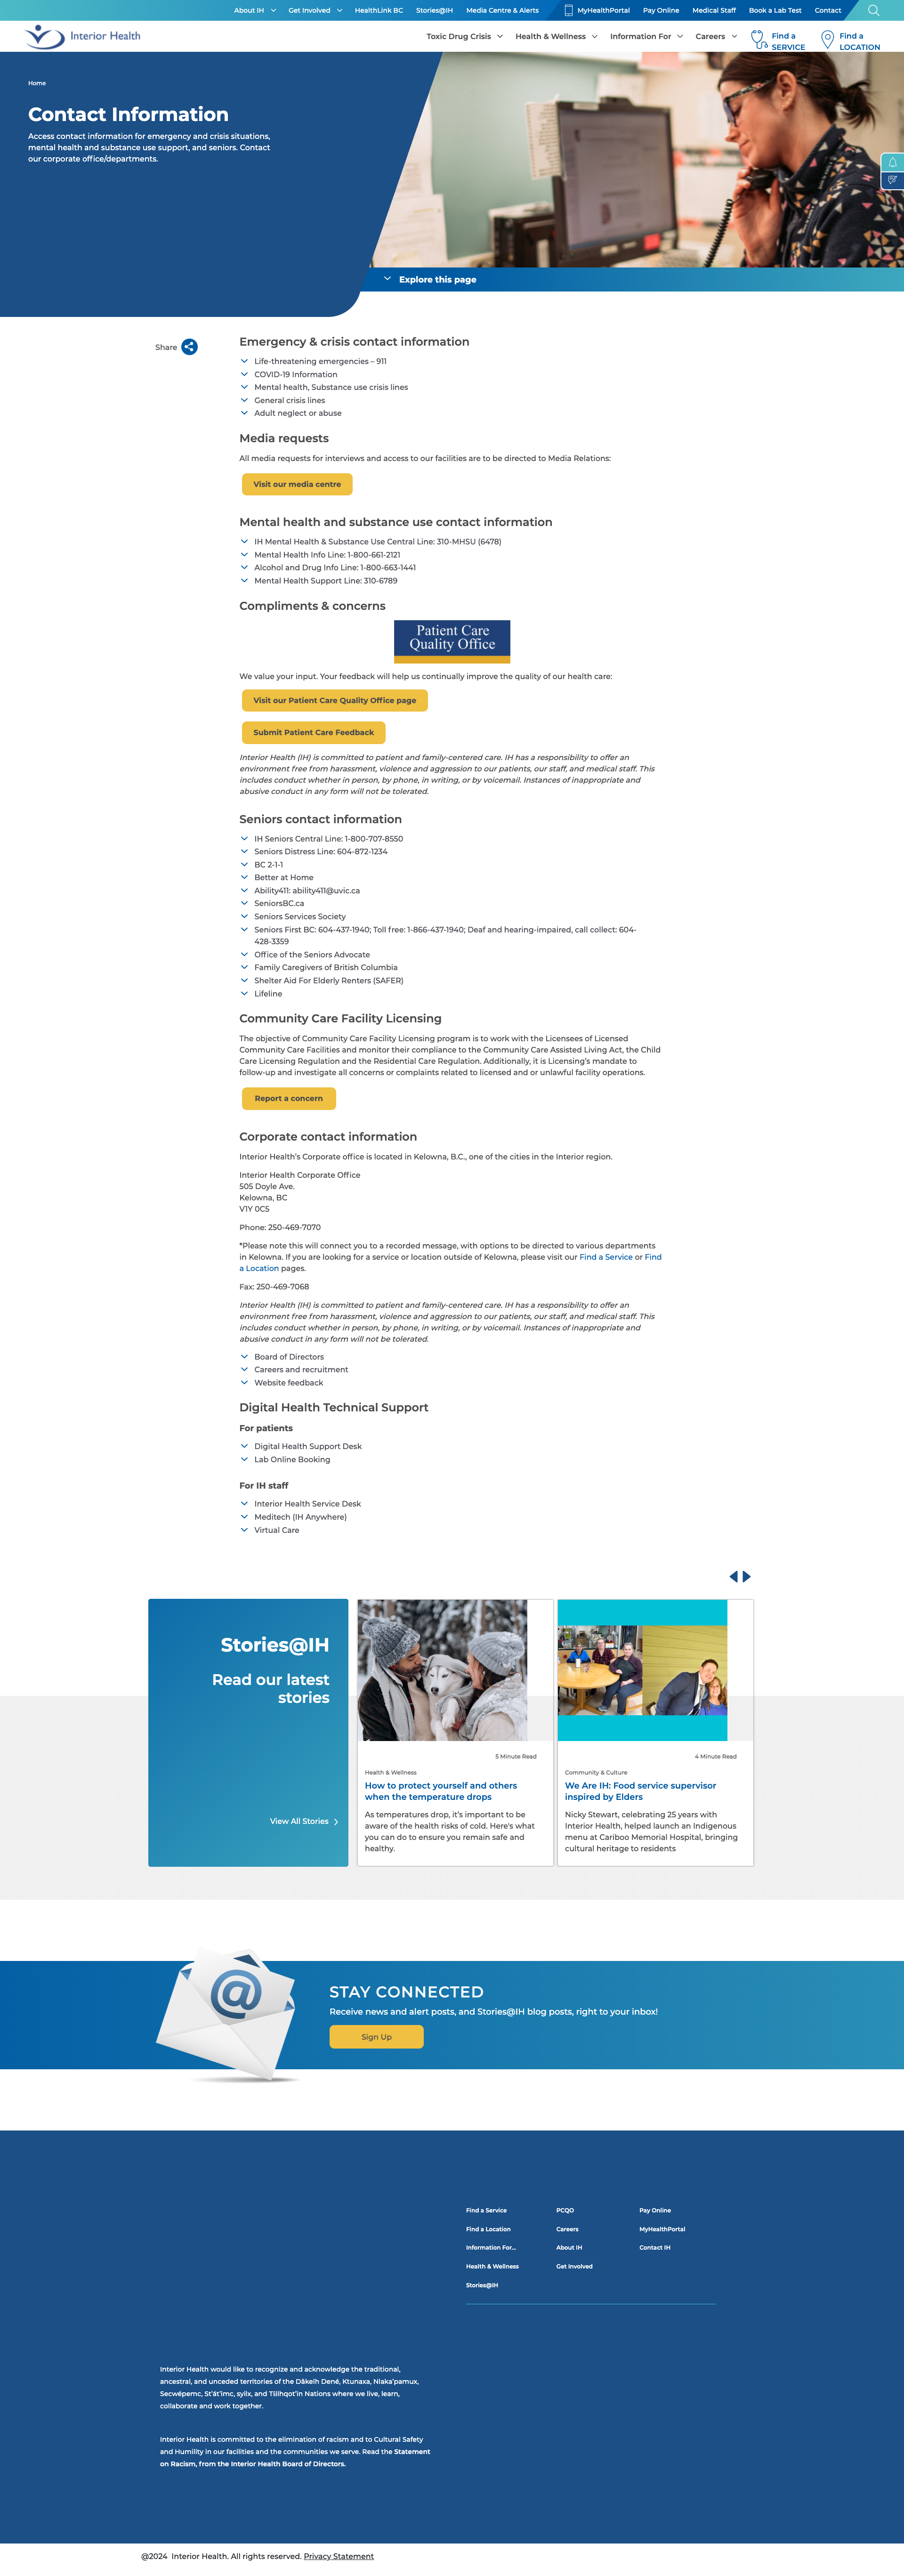 About IH
Get Involved
HealthLink BC
Stories@IH
Media Centre & Alerts
MyHealthPortal
Pay Online
Medical Staff
Book a Lab Test
Contact
Interior Health
Toxic Drug Crisis
Health & Wellness
Information For
Careers
Find a
SERVICE
Find a
LOCATION
Home
Contact Information
Access contact information for emergency and crisis situations,
mental health and substance use support, and seniors. Contact
our corporate office/departments.
Explore this page
Share
Emergency & crisis contact information
Life-threatening emergencies – 911
COVID-19 Information
Mental health, Substance use crisis lines
General crisis lines
Adult neglect or abuse
Media requests
All media requests for interviews and access to our facilities are to be directed to Media Relations:
Visit our media centre
Mental health and substance use contact information
IH Mental Health & Substance Use Central Line: 310-MHSU (6478)
Mental Health Info Line: 1-800-661-2121
Alcohol and Drug Info Line: 1-800-663-1441
Mental Health Support Line: 310-6789
Compliments & concerns
Patient Care
Quality Office
We value your input. Your feedback will help us continually improve the quality of our health care:
Visit our Patient Care Quality Office page
Submit Patient Care Feedback
Interior Health (IH) is committed to patient and family-centered care. IH has a responsibility to offer an
environment free from harassment, violence and aggression to our patients, our staff, and medical staff. This
includes conduct whether in person, by phone, in writing, or by voicemail. Instances of inappropriate and
abusive conduct in any form will not be tolerated.
Seniors contact information
IH Seniors Central Line: 1-800-707-8550
Seniors Distress Line: 604-872-1234
BC 2-1-1
Better at Home
Ability411: ability411@uvic.ca
SeniorsBC.ca
Seniors Services Society
Seniors First BC: 604-437-1940; Toll free: 1-866-437-1940; Deaf and hearing-impaired, call collect: 604-
428-3359
Office of the Seniors Advocate
Family Caregivers of British Columbia
Shelter Aid For Elderly Renters (SAFER)
Lifeline
Community Care Facility Licensing
The objective of Community Care Facility Licensing program is to work with the Licensees of Licensed
Community Care Facilities and monitor their compliance to the Community Care Assisted Living Act, the Child
Care Licensing Regulation and the Residential Care Regulation. Additionally, it is Licensing's mandate to
follow-up and investigate all concerns or complaints related to licensed and or unlawful facility operations.
Report a concern
Corporate contact information
Interior Health's Corporate office is located in Kelowna, B.C., one of the cities in the Interior region.
Interior Health Corporate Office
505 Doyle Ave.
Kelowna, BC
V1Y 0C5
Phone: 250-469-7070
*Please note this will connect you to a recorded message, with options to be directed to various departments
in Kelowna. If you are looking for a service or location outside of Kelowna, please visit our Find a Service or Find
a Location pages.
Fax: 250-469-7068
Interior Health (IH) is committed to patient and family-centered care. IH has a responsibility to offer an
environment free from harassment, violence and aggression to our patients, our staff, and medical staff. This
includes conduct whether in person, by phone, in writing, or by voicemail. Instances of inappropriate and
abusive conduct in any form will not be tolerated.
Board of Directors
Careers and recruitment
Website feedback
Digital Health Technical Support
For patients
Digital Health Support Desk
Lab Online Booking
For IH staff
Interior Health Service Desk
Meditech (IH Anywhere)
Virtual Care
Stories@IH
Read our latest
stories
View All Stories
5 Minute Read
Health & Wellness
How to protect yourself and others
when the temperature drops
As temperatures drop, it's important to be
aware of the health risks of cold. Here's what
you can do to ensure you remain safe and
healthy.
4 Minute Read
Community & Culture
We Are IH: Food service supervisor
inspired by Elders
Nicky Stewart, celebrating 25 years with
Interior Health, helped launch an Indigenous
menu at Cariboo Memorial Hospital, bringing
cultural heritage to residents
@
STAY CONNECTED
Receive news and alert posts, and Stories@IH blog posts, right to your inbox!
Sign Up
Find a Service
Find a Location
Information For...
Health & Wellness
Stories@IH
PCQO
Careers
About IH
Get Involved
Pay Online
MyHealthPortal
Contact IH
Interior Health would like to recognize and acknowledge the traditional,
ancestral, and unceded territories of the Dãkelh Dené, Ktunaxa, Nlaka'pamux,
Secwépemc, St'át'imc, syilx, and Tŝilhqot'in Nations where we live, learn,
collaborate and work together.
Interior Health is committed to the elimination of racism and to Cultural Safety
and Humility in our facilities and the communities we serve. Read the Statement
on Racism, from the Interior Health Board of Directors.
@2024 Interior Health. All rights reserved. Privacy Statement